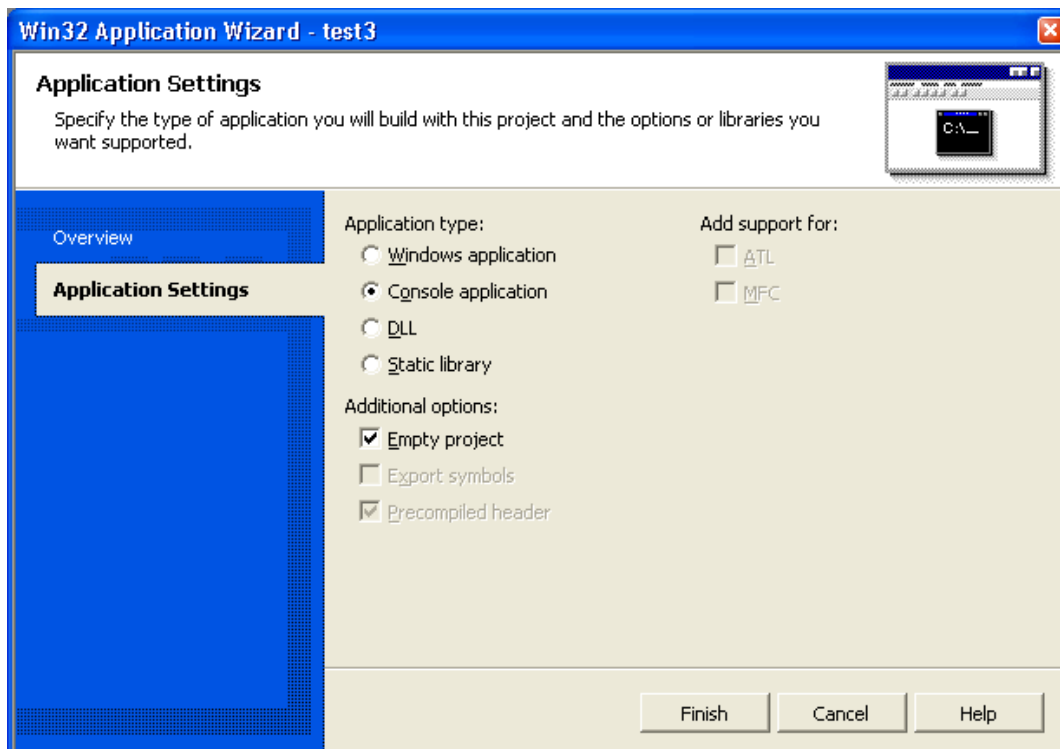 Win32 Application Wizard - test3
Application Settings
Specify the type of application you will build with this project and the options or libraries you
want supported.
C:\_
Overview
Application Settings
Application type:
Windows application
Console application
DLL
Static library
Additional options:
Empty project
Export symbols
Precompiled header
Add support for:
ATL
MFC
Finish
Cancel
Help